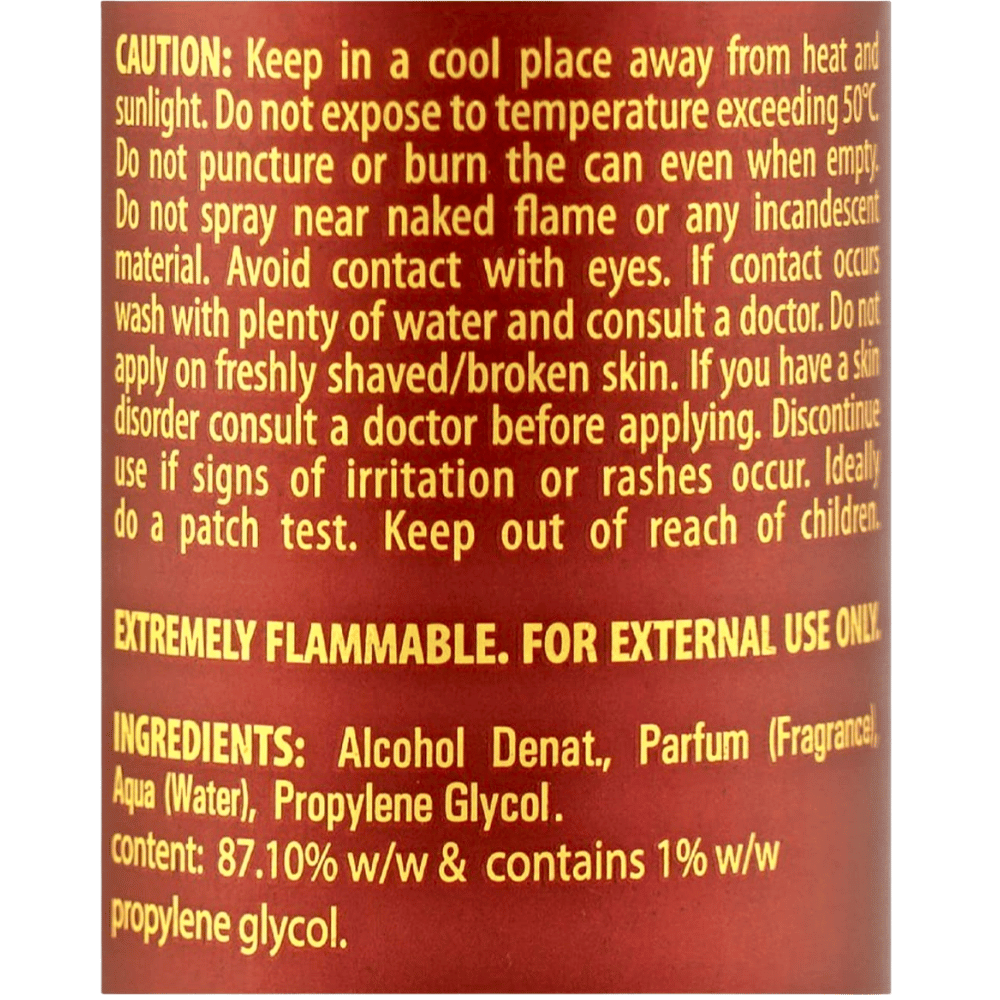 CAUTION: Keep in a cool place away from heat and
sunlight. Do not expose to temperature exceeding 50°C.
Do not puncture or burn the can even when empty.
Do not spray near naked flame or any incandescent
material. Avoid contact with eyes. If contact occurs
wash with plenty of water and consult a doctor. Do not
apply on freshly shaved/broken skin. If you have a skin
disorder consult a doctor before applying. Discontinue
use if signs of irritation or rashes occur. Ideally
do a patch test. Keep out of reach of children.
EXTREMELY FLAMMABLE. FOR EXTERNAL USE ONLY.
INGREDIENTS: Alcohol Denat., Parfum (Fragrance),
Aqua (Water), Propylene Glycol.
content: 87.10% w/w & contains 1% w/w
propylene glycol.